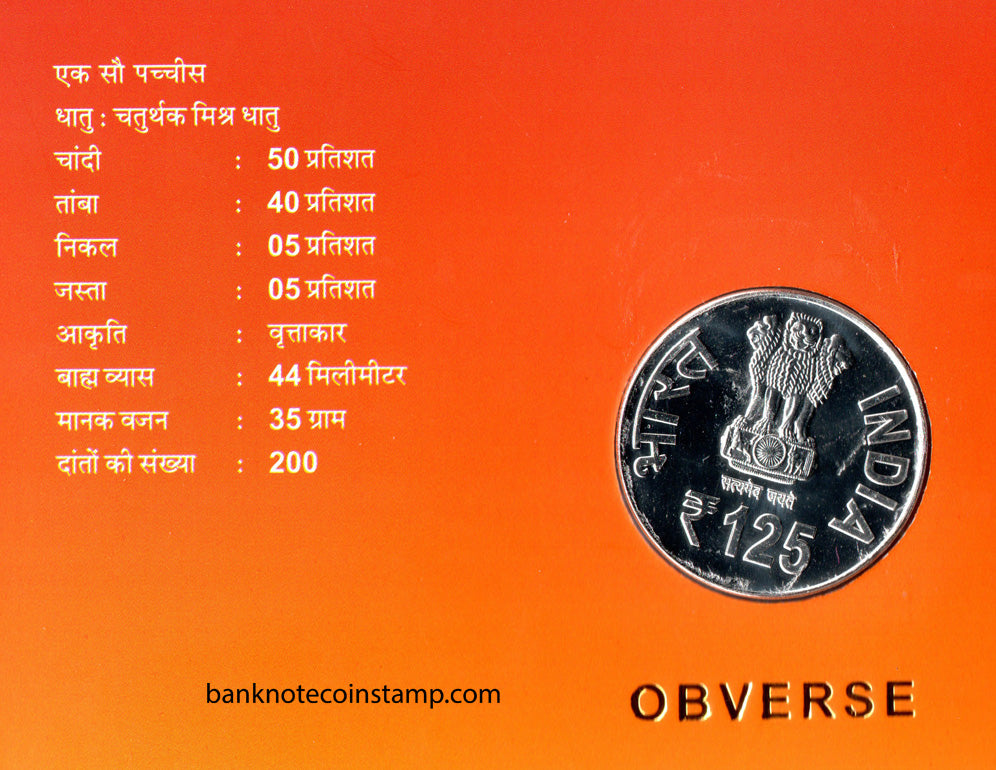 एक सौ पच्चीस
धातु : चतुर्थक मिश्र धातु
चांदी : 50 प्रतिशत
तांबा : 40 प्रतिशत
निकल : 05 प्रतिशत
जस्ता : 05 प्रतिशत
आकृति : वृत्ताकार
बाह्म व्यास : 44 मिलीमीटर
मानक वजन : 35 ग्राम
दांतों की संख्या : 200
भारत
INDIA
सत्यमेव जयते
₹ 125
banknotecoinstamp.com
OBVERSE